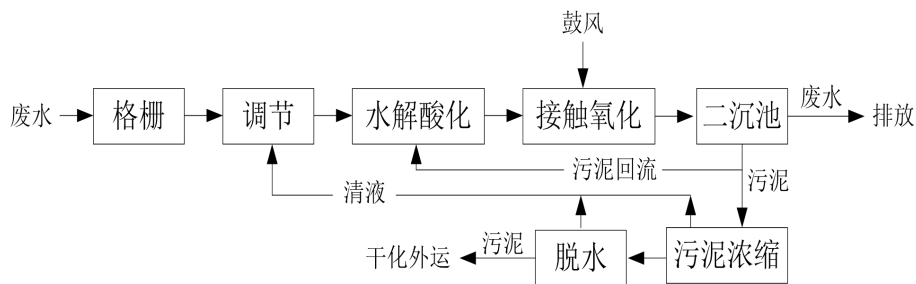 鼓风
废水
格栅
调节
水解酸化
接触氧化
二沉池
废水
排放
污泥回流
污泥
清液
干化外运
污泥
脱水
污泥浓缩